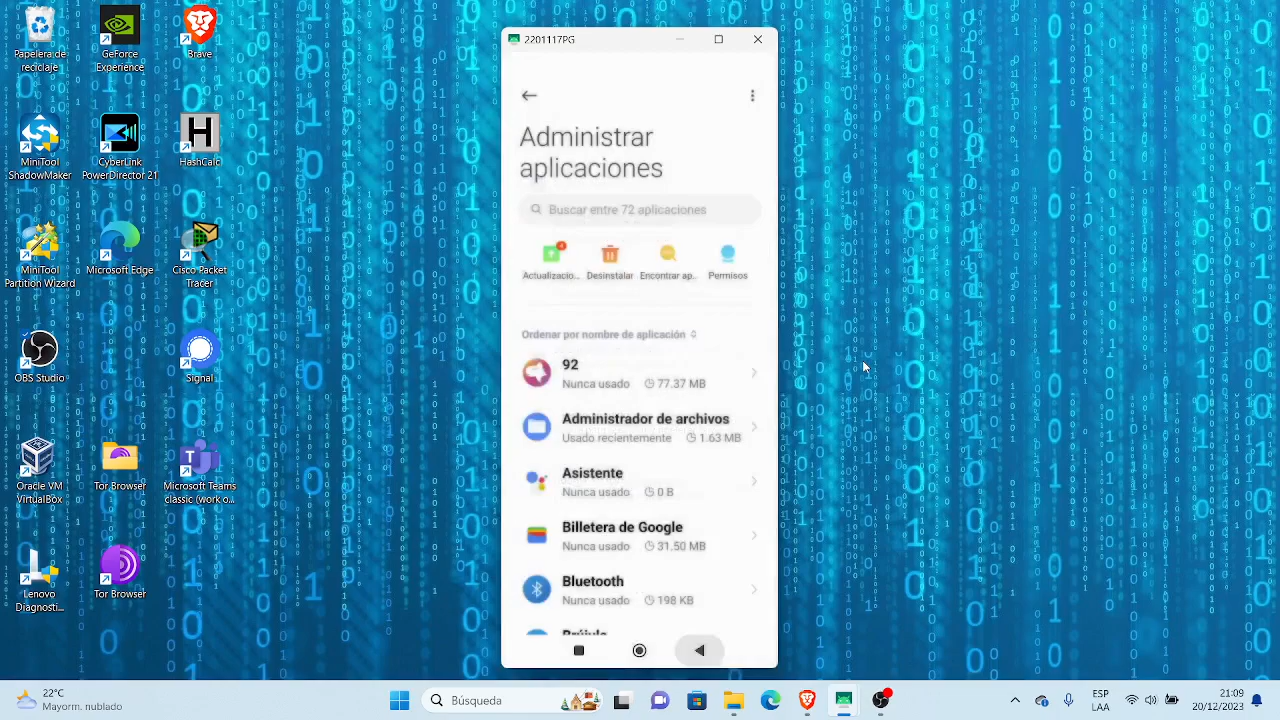 Papelera de
reciclaje
GeForce
Experience
Brave
MiniTool
ShadowMaker
CyberLink
PowerDirector 21
HashCalc
MiniTool
Partition Wizard
Microsoft Edge
Cisco Packet
Tracer
OBS Studio
Signal
Oracle VM
VirtualBox
Tor Browser
Microsoft Teams
classic (work o...
Lenovo
Diagnosti...
Tor Browser
2201117PG
Administrar
aplicaciones
Buscar entre 72 aplicaciones
Actualizacio...
Desinstalar
Encontrar ap...
Permisos
Ordenar por nombre de aplicación
92
Nunca usado 77.37 MB
Administrador de archivos
Usado recientemente 1.63 MB
Asistente
Nunca usado 0 B
Billetera de Google
Nunca usado 31.50 MB
Bluetooth
Nunca usado 198 KB
Brújula
22°C
Mayorm. nublado
Búsqueda
ESP
LAA
21:09
20/12/2023